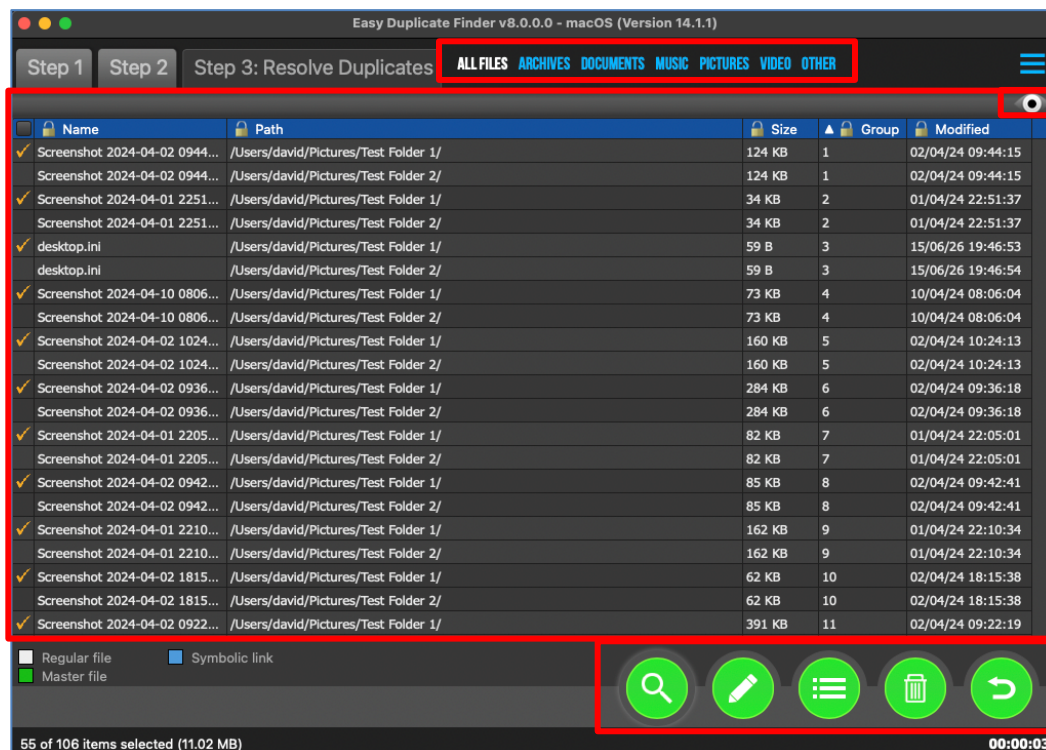 Easy Duplicate Finder v8.0.0.0 - macOS (Version 14.1.1)
Step 1 Step 2 Step 3: Resolve Duplicates ALL FILES ARCHIVES DOCUMENTS MUSIC PICTURES VIDEO OTHER
Name Path Size Group Modified
Screenshot 2024-04-02 0944... /Users/david/Pictures/Test Folder 1/ 124 KB 1 02/04/24 09:44:15
Screenshot 2024-04-02 0944... /Users/david/Pictures/Test Folder 2/ 124 KB 1 02/04/24 09:44:15
Screenshot 2024-04-01 2251... /Users/david/Pictures/Test Folder 1/ 34 KB 2 01/04/24 22:51:37
Screenshot 2024-04-01 2251... /Users/david/Pictures/Test Folder 2/ 34 KB 2 01/04/24 22:51:37
desktop.ini /Users/david/Pictures/Test Folder 1/ 59 B 3 15/06/26 19:46:53
desktop.ini /Users/david/Pictures/Test Folder 2/ 59 B 3 15/06/26 19:46:54
Screenshot 2024-04-10 0806... /Users/david/Pictures/Test Folder 1/ 73 KB 4 10/04/24 08:06:04
Screenshot 2024-04-10 0806... /Users/david/Pictures/Test Folder 2/ 73 KB 4 10/04/24 08:06:04
Screenshot 2024-04-02 1024... /Users/david/Pictures/Test Folder 1/ 160 KB 5 02/04/24 10:24:13
Screenshot 2024-04-02 1024... /Users/david/Pictures/Test Folder 2/ 160 KB 5 02/04/24 10:24:13
Screenshot 2024-04-02 0936... /Users/david/Pictures/Test Folder 1/ 284 KB 6 02/04/24 09:36:18
Screenshot 2024-04-02 0936... /Users/david/Pictures/Test Folder 2/ 284 KB 6 02/04/24 09:36:18
Screenshot 2024-04-01 2205... /Users/david/Pictures/Test Folder 1/ 82 KB 7 01/04/24 22:05:01
Screenshot 2024-04-01 2205... /Users/david/Pictures/Test Folder 2/ 82 KB 7 01/04/24 22:05:01
Screenshot 2024-04-02 0942... /Users/david/Pictures/Test Folder 1/ 85 KB 8 02/04/24 09:42:41
Screenshot 2024-04-02 0942... /Users/david/Pictures/Test Folder 2/ 85 KB 8 02/04/24 09:42:41
Screenshot 2024-04-01 2210... /Users/david/Pictures/Test Folder 1/ 162 KB 9 01/04/24 22:10:34
Screenshot 2024-04-01 2210... /Users/david/Pictures/Test Folder 2/ 162 KB 9 01/04/24 22:10:34
Screenshot 2024-04-02 1815... /Users/david/Pictures/Test Folder 1/ 62 KB 10 02/04/24 18:15:38
Screenshot 2024-04-02 1815... /Users/david/Pictures/Test Folder 2/ 62 KB 10 02/04/24 18:15:38
Screenshot 2024-04-02 0922... /Users/david/Pictures/Test Folder 1/ 391 KB 11 02/04/24 09:22:19
Regular file Symbolic link
Master file
55 of 106 items selected (11.02 MB) 00:00:03